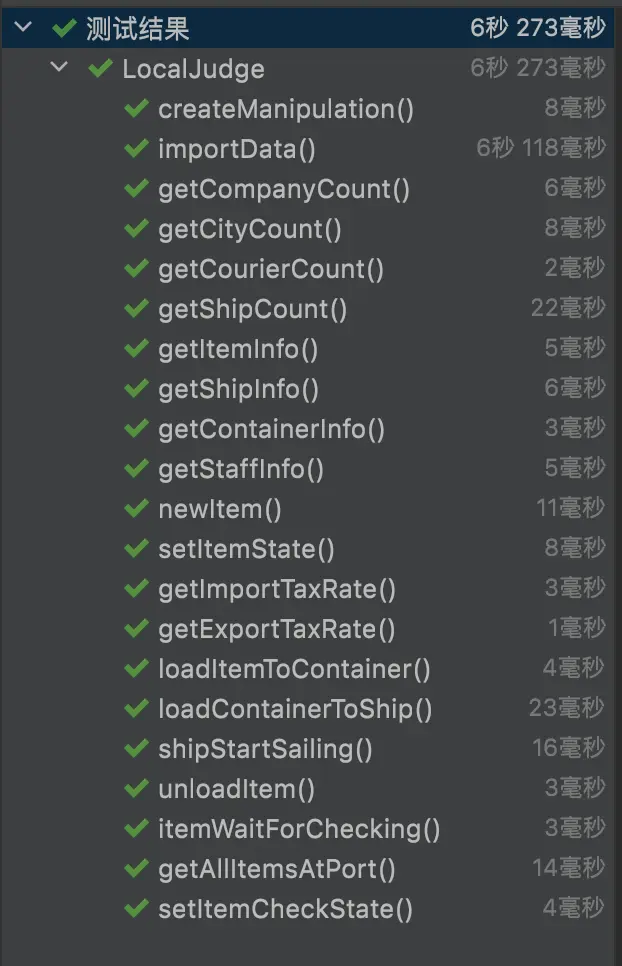 测试结果 6秒 273毫秒
LocalJudge 6秒 273毫秒
createManipulation() 8毫秒
importData() 6秒 118毫秒
getCompanyCount() 6毫秒
getCityCount() 8毫秒
getCourierCount() 2毫秒
getShipCount() 22毫秒
getItemInfo() 5毫秒
getShipInfo() 6毫秒
getContainerInfo() 3毫秒
getStaffInfo() 5毫秒
newItem() 11毫秒
setItemState() 8毫秒
getImportTaxRate() 3毫秒
getExportTaxRate() 1毫秒
loadItemToContainer() 4毫秒
loadContainerToShip() 23毫秒
shipStartSailing() 16毫秒
unloadItem() 3毫秒
itemWaitForChecking() 3毫秒
getAllItemsAtPort() 14毫秒
setItemCheckState() 4毫秒